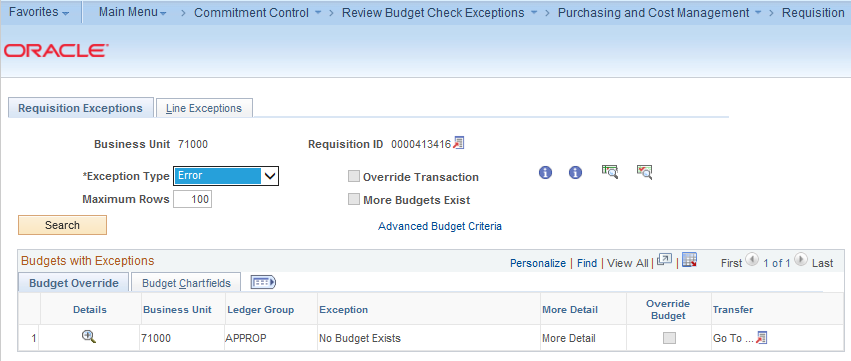 Favorites Main Menu > Commitment Control > Review Budget Check Exceptions > Purchasing and Cost Management > Requisition
ORACLE
Requisition Exceptions Line Exceptions
Business Unit 71000 Requisition ID 0000413416
*Exception Type Error Override Transaction
Maximum Rows 100 More Budgets Exist
Search Advanced Budget Criteria
Budgets with Exceptions Personalize | Find | View All | | First 1 of 1 Last
Budget Override Budget Chartfields
Details Business Unit Ledger Group Exception More Detail Override Budget Transfer
1 71000 APPROP No Budget Exists More Detail Go To ...